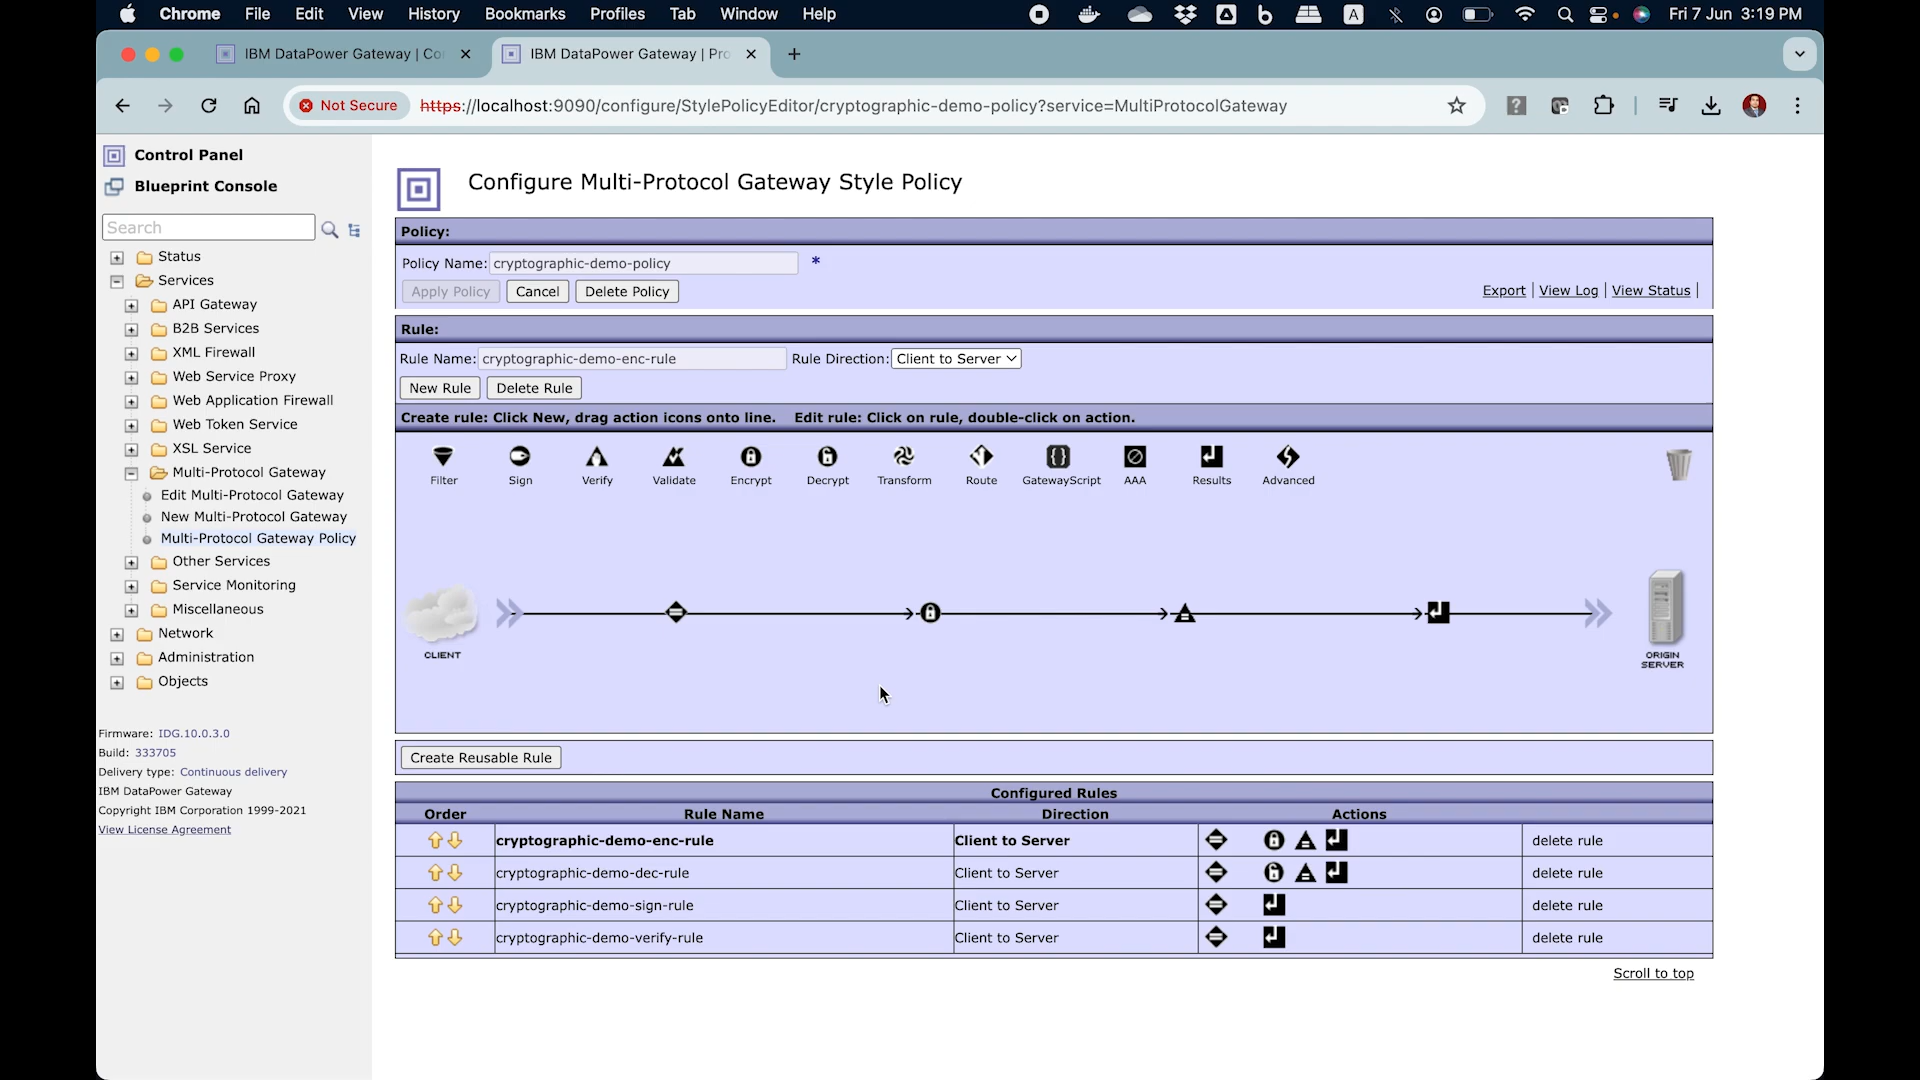 Chrome File Edit View History Bookmarks Profiles Tab Window Help Fri 7 Jun 3:19 PM
IBM DataPower Gateway | Co IBM DataPower Gateway | Pro
Not Secure https://localhost:9090/configure/StylePolicyEditor/cryptographic-demo-policy?service=MultiProtocolGateway
Control Panel
Blueprint Console
Search
Status
Services
API Gateway
B2B Services
XML Firewall
Web Service Proxy
Web Application Firewall
Web Token Service
XSL Service
Multi-Protocol Gateway
Edit Multi-Protocol Gateway
New Multi-Protocol Gateway
Multi-Protocol Gateway Policy
Other Services
Service Monitoring
Miscellaneous
Network
Administration
Objects
Firmware: IDG.10.0.3.0
Build: 333705
Delivery type: Continuous delivery
IBM DataPower Gateway
Copyright IBM Corporation 1999-2021
View License Agreement
Configure Multi-Protocol Gateway Style Policy
Policy:
Policy Name: cryptographic-demo-policy *
Apply Policy Cancel Delete Policy Export | View Log | View Status |
Rule:
Rule Name: cryptographic-demo-enc-rule Rule Direction: Client to Server
New Rule Delete Rule
Create rule: Click New, drag action icons onto line. Edit rule: Click on rule, double-click on action.
Filter Sign Verify Validate Encrypt Decrypt Transform Route GatewayScript AAA Results Advanced
CLIENT
ORIGIN
SERVER
Create Reusable Rule
Configured Rules
Order Rule Name Direction Actions
cryptographic-demo-enc-rule Client to Server delete rule
cryptographic-demo-dec-rule Client to Server delete rule
cryptographic-demo-sign-rule Client to Server delete rule
cryptographic-demo-verify-rule Client to Server delete rule
Scroll to top